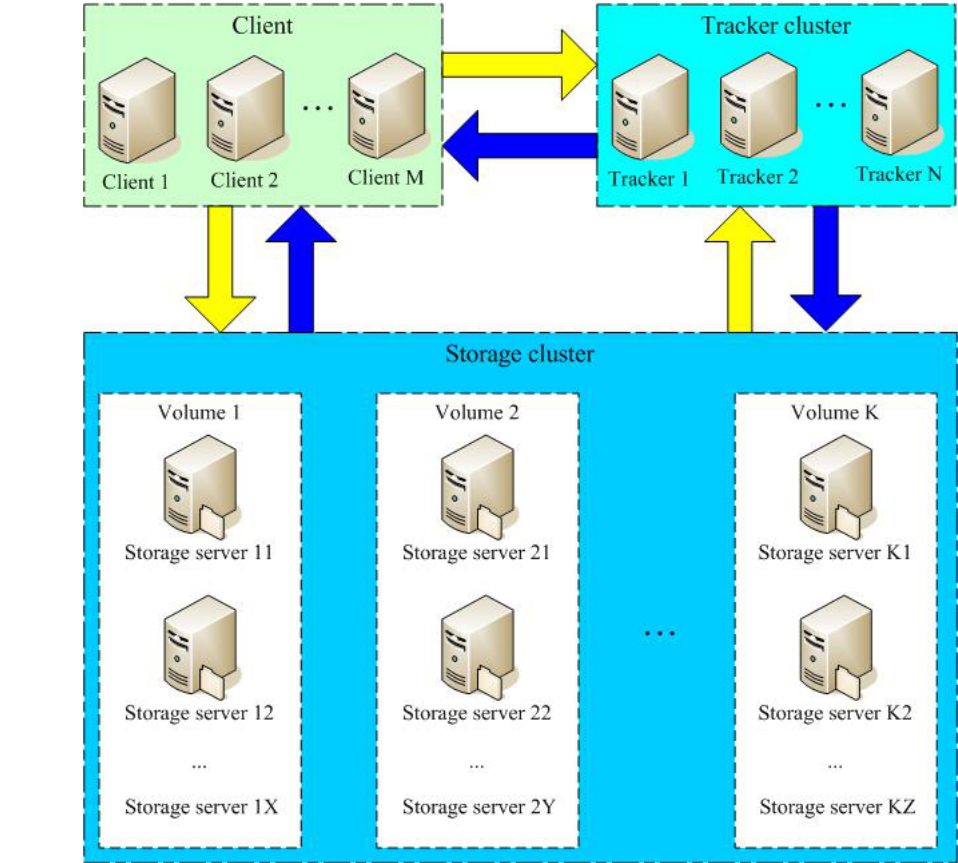 Client
Tracker cluster
...
...
Client 1
Client 2
Client M
Tracker 1
Tracker 2
Tracker N
Storage cluster
Volume 1
Volume 2
Volume K
Storage server 11
Storage server 21
Storage server K1
...
Storage server 12
Storage server 22
Storage server K2
...
...
...
Storage server 1X
Storage server 2Y
Storage server KZ